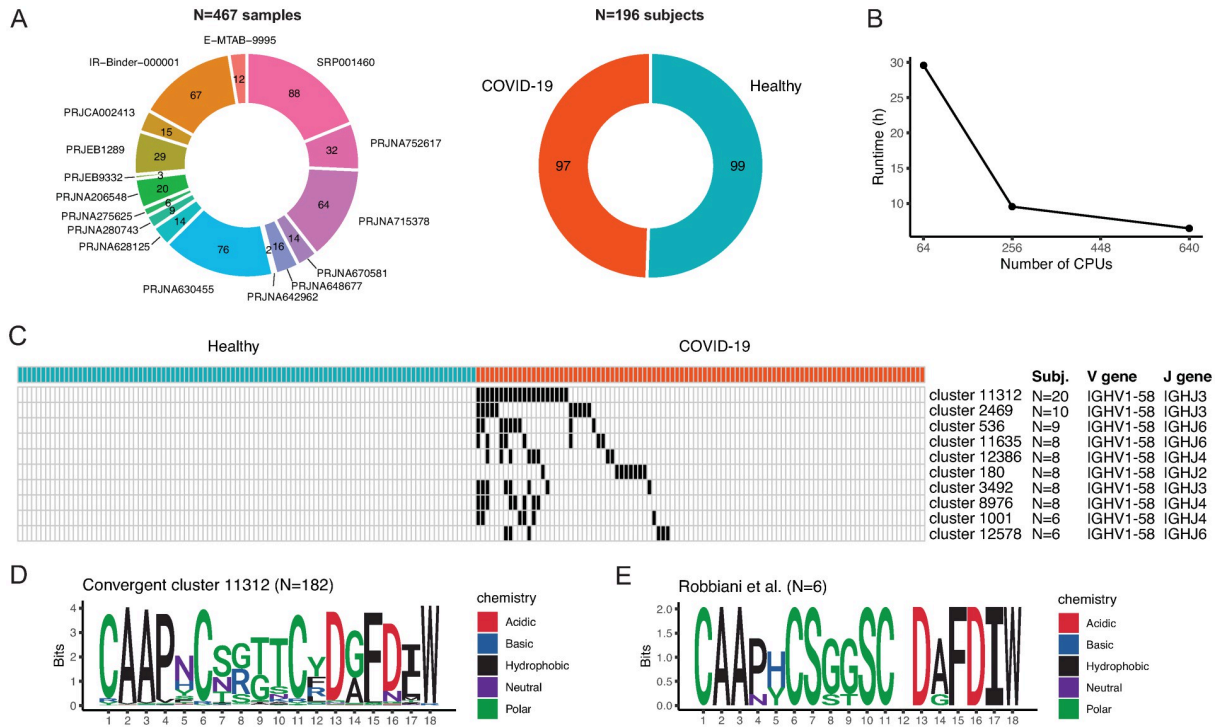 A
N=467 samples
E-MTAB-9995
12
IR-Binder-000001
67
SRP001460
88
PRJCA002413
15
PRJNA752617
32
PRJEB1289
29
PRJEB9332
3
PRJNA206548
20
PRJNA715378
64
PRJNA275625
6
PRJNA280743
9
PRJNA628125
14
PRJNA630455
76
2
16
14
PRJNA670581
PRJNA648677
PRJNA642962
N=196 subjects
COVID-19
97
Healthy
99
B
Runtime (h)
30
20
10
64
256
448
640
Number of CPUs
C
Healthy
COVID-19
Subj. V gene J gene
cluster 11312 N=20 IGHV1-58 IGHJ3
cluster 2469 N=10 IGHV1-58 IGHJ3
cluster 536 N=9 IGHV1-58 IGHJ6
cluster 11635 N=8 IGHV1-58 IGHJ6
cluster 12386 N=8 IGHV1-58 IGHJ4
cluster 180 N=8 IGHV1-58 IGHJ2
cluster 3492 N=8 IGHV1-58 IGHJ3
cluster 8976 N=8 IGHV1-58 IGHJ4
cluster 1001 N=6 IGHV1-58 IGHJ4
cluster 12578 N=6 IGHV1-58 IGHJ6
D
Convergent cluster 11312 (N=182)
Bits
4
3
2
1
0
CAAPNCSGTTCYDGFDIW
1 2 3 4 5 6 7 8 9 10 11 12 13 14 15 16 17 18
chemistry
Acidic
Basic
Hydrophobic
Neutral
Polar
E
Robbiani et al. (N=6)
Bits
2.0
1.5
1.0
0.5
0.0
CAAPHCSGGSC DAFDIW
NY ST G
1 2 3 4 5 6 7 8 9 10 11 12 13 14 15 16 17 18
chemistry
Acidic
Basic
Hydrophobic
Neutral
Polar